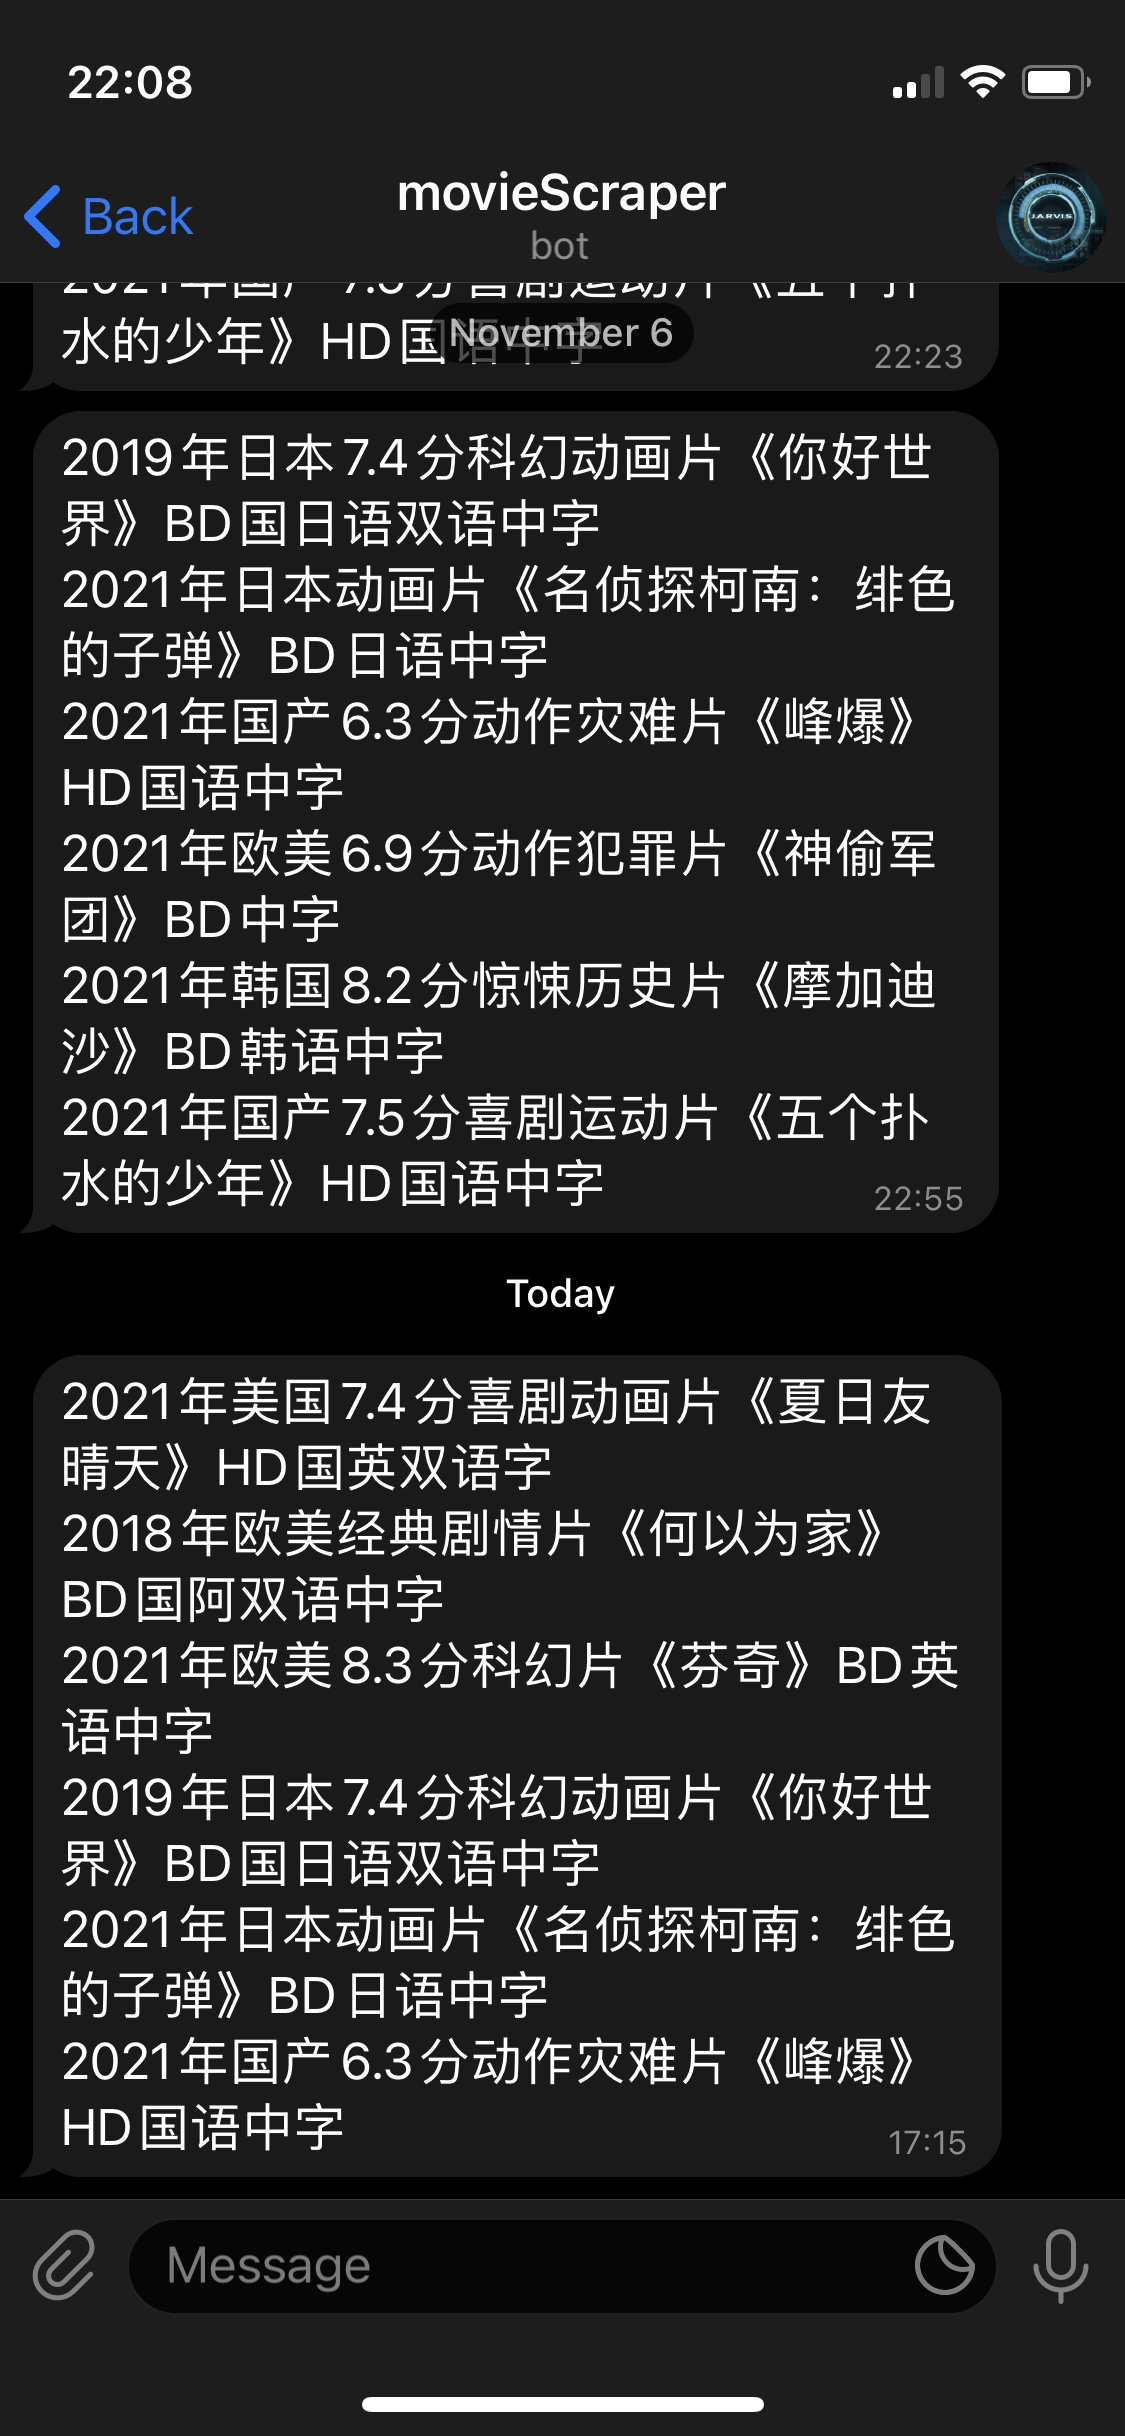 22:08
Back
movieScraper
bot
JARVIS
水的少年》HD国语中字
November 6
22:23
2019年日本7.4分科幻动画片《你好世
界》BD国日语双语中字
2021年日本动画片《名侦探柯南：绯色
的子弹》BD日语中字
2021年国产6.3分动作灾难片《峰爆》
HD国语中字
2021年欧美6.9分动作犯罪片《神偷军
团》BD中字
2021年韩国8.2分惊悚历史片《摩加迪
沙》BD韩语中字
2021年国产7.5分喜剧运动片《五个扑
水的少年》HD国语中字
22:55
Today
2021年美国7.4分喜剧动画片《夏日友
晴天》HD国英双语字
2018年欧美经典剧情片《何以为家》
BD国阿双语中字
2021年欧美8.3分科幻片《芬奇》BD英
语中字
2019年日本7.4分科幻动画片《你好世
界》BD国日语双语中字
2021年日本动画片《名侦探柯南：绯色
的子弹》BD日语中字
2021年国产6.3分动作灾难片《峰爆》
HD国语中字
17:15
Message